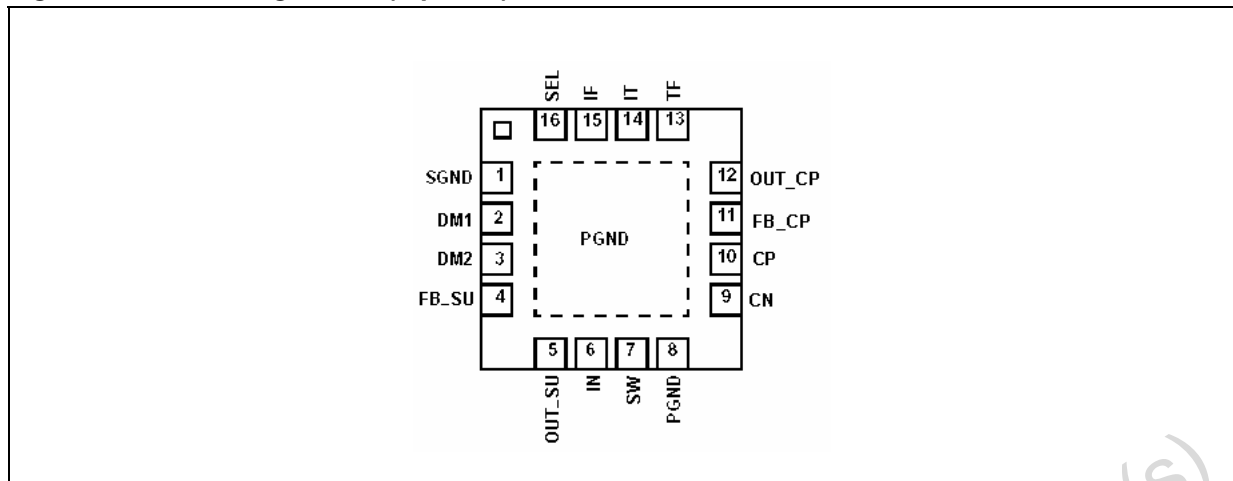 SEL IF IT TF
16 15 14 13
SGND 1 12 OUT_CP
DM1 2 11 FB_CP
PGND
DM2 3 10 CP
FB_SU 4 9 CN
5 6 7 8
OUT_SU IN SW PGND
(s)